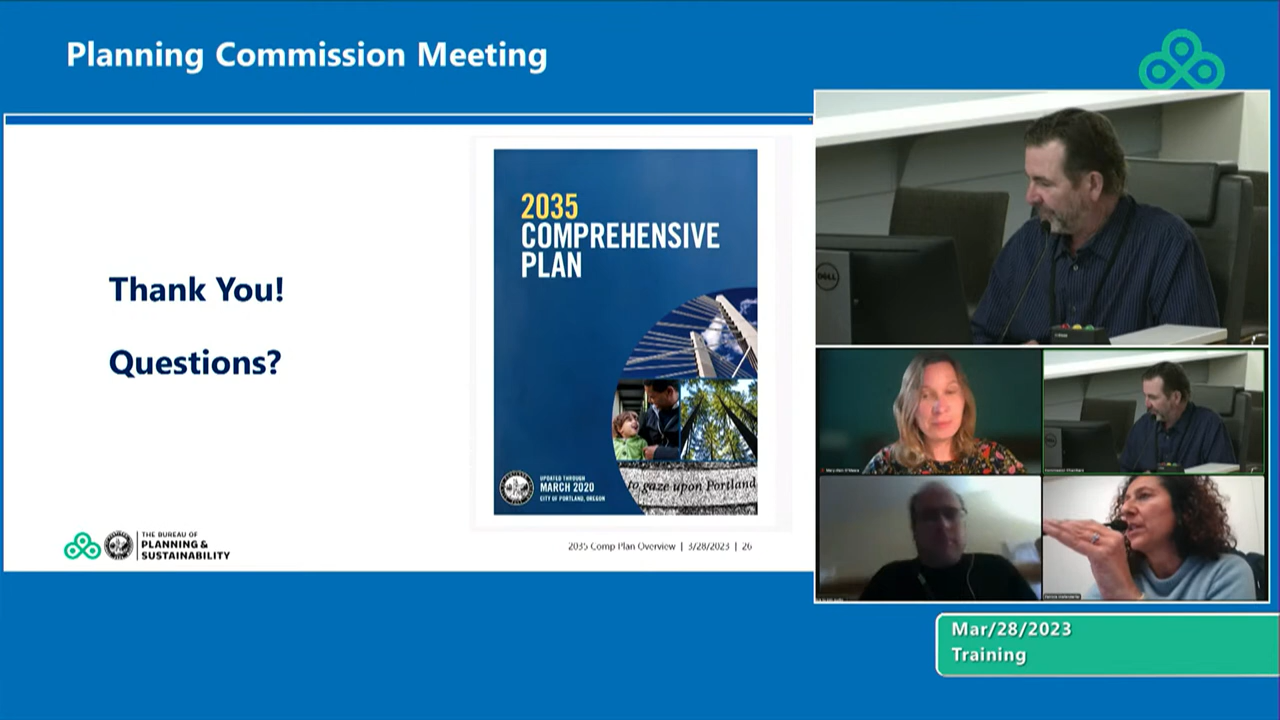 Planning Commission Meeting
Thank You!
Questions?
2035
COMPREHENSIVE
PLAN
UPDATED THROUGH
MARCH 2020
CITY OF PORTLAND, OREGON
to gaze upon Portland
THE BUREAU OF
PLANNING &
SUSTAINABILITY
2035 Comp Plan Overview | 3/28/2023 | 26
DELL
Mar/28/2023
Training